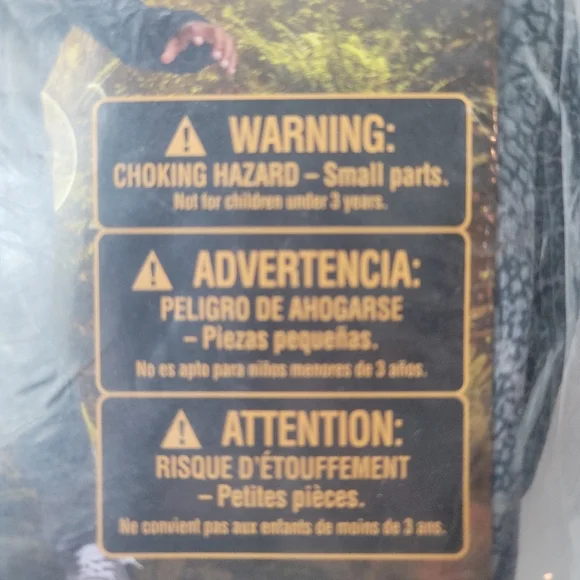 WARNING:
CHOKING HAZARD – Small parts.
Not for children under 3 years.
ADVERTENCIA:
PELIGRO DE AHOGARSE
– Piezas pequeñas.
No es apto para niños menores de 3 años.
ATTENTION:
RISQUE D'ÉTOUFFEMENT
– Petites pièces.
Ne convient pas aux enfants de moins de 3 ans.